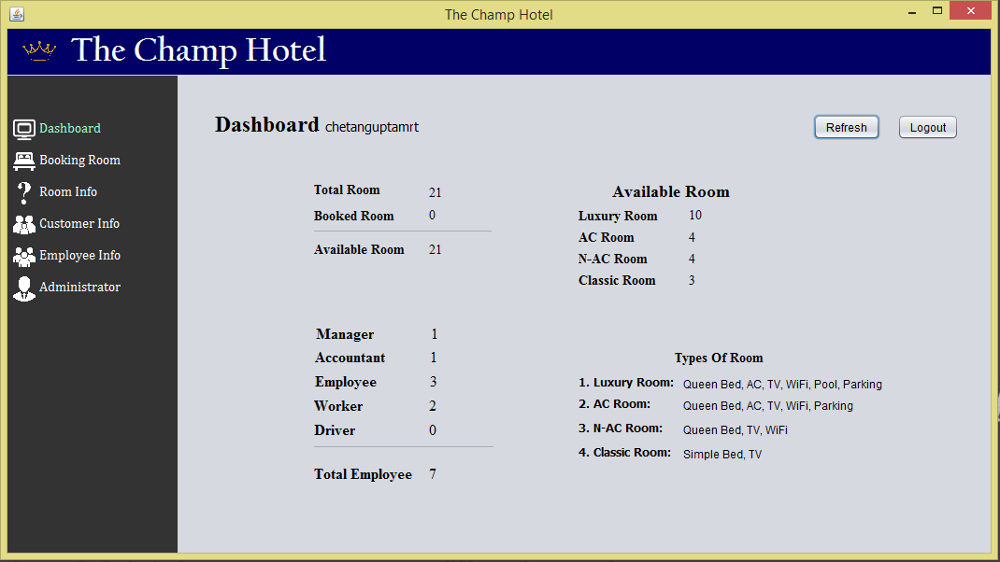 The Champ Hotel
The Champ Hotel
Dashboard
Booking Room
Room Info
Customer Info
Employee Info
Administrator
Dashboard chetanguptamrt
Refresh Logout
Total Room 21
Booked Room 0
Available Room 21
Available Room
Luxury Room 10
AC Room 4
N-AC Room 4
Classic Room 3
Manager 1
Accountant 1
Employee 3
Worker 2
Driver 0
Total Employee 7
Types Of Room
1. Luxury Room: Queen Bed, AC, TV, WiFi, Pool, Parking
2. AC Room: Queen Bed, AC, TV, WiFi, Parking
3. N-AC Room: Queen Bed, TV, WiFi
4. Classic Room: Simple Bed, TV